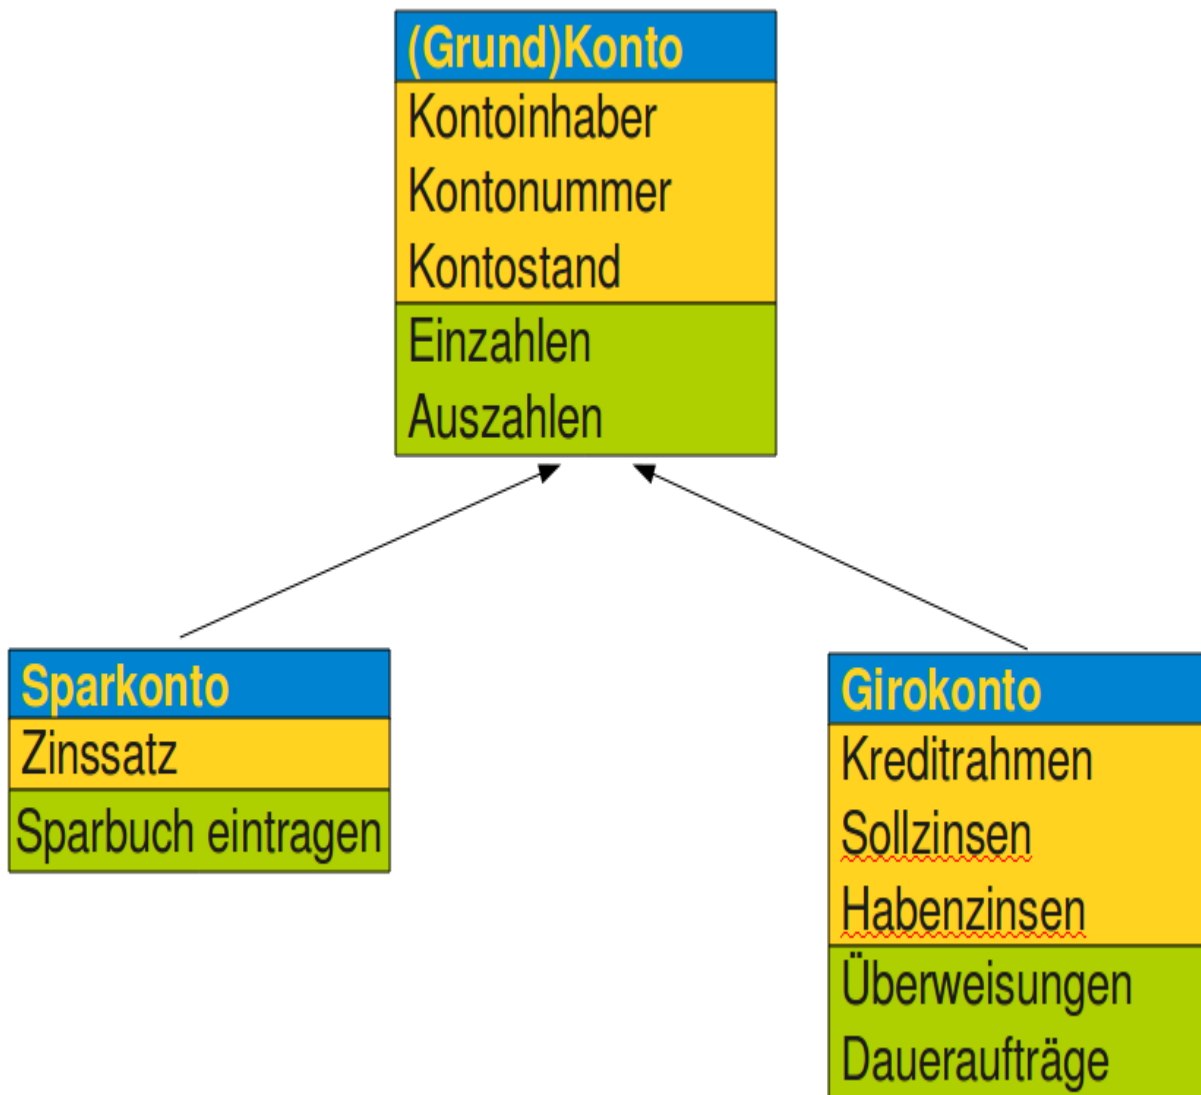 (Grund)Konto
Kontoinhaber
Kontonummer
Kontostand
Einzahlen
Auszahlen
Sparkonto
Zinssatz
Sparbuch eintragen
Girokonto
Kreditrahmen
Sollzinsen
Habenzinsen
Überweisungen
Daueraufträge